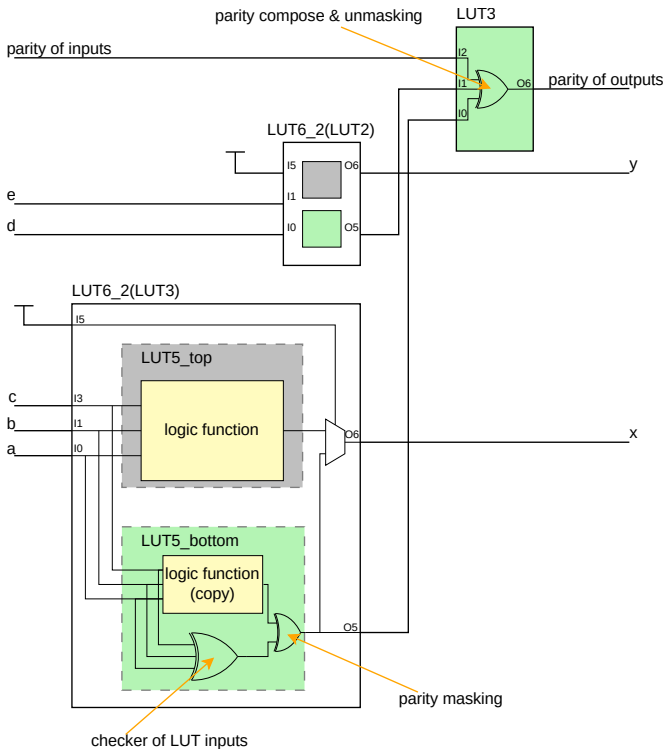 parity compose & unmasking
LUT3
parity of inputs
I2
I1
O6
parity of outputs
I0
LUT6_2(LUT2)
I5
O6
y
e
I1
d
I0
O5
LUT6_2(LUT3)
I5
LUT5_top
c
I3
b
I1
logic function
O6
x
a
I0
LUT5_bottom
logic function
(copy)
O5
parity masking
checker of LUT inputs